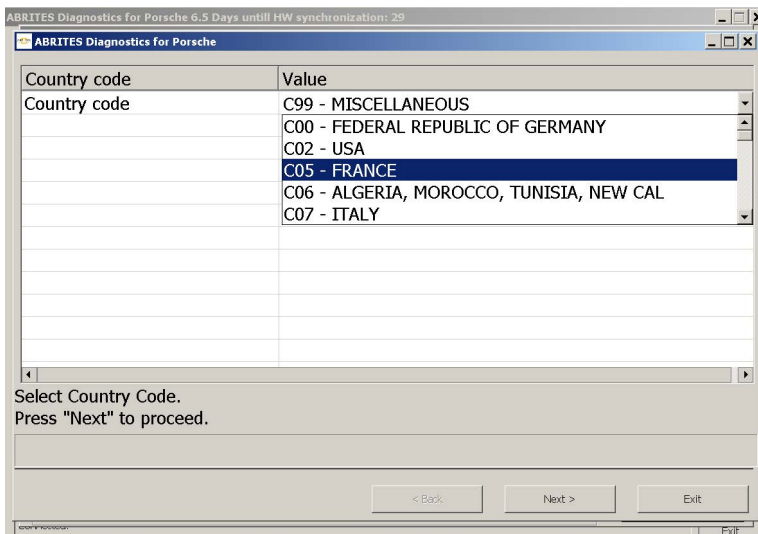 ABRITES Diagnostics for Porsche 6.5 Days untill HW synchronization: 29
ABRITES Diagnostics for Porsche
Country code Value
Country code C99 - MISCELLANEOUS
C00 - FEDERAL REPUBLIC OF GERMANY
C02 - USA
C05 - FRANCE
C06 - ALGERIA, MOROCCO, TUNISIA, NEW CAL
C07 - ITALY
Select Country Code.
Press "Next" to proceed.
< Back Next > Exit
Exit